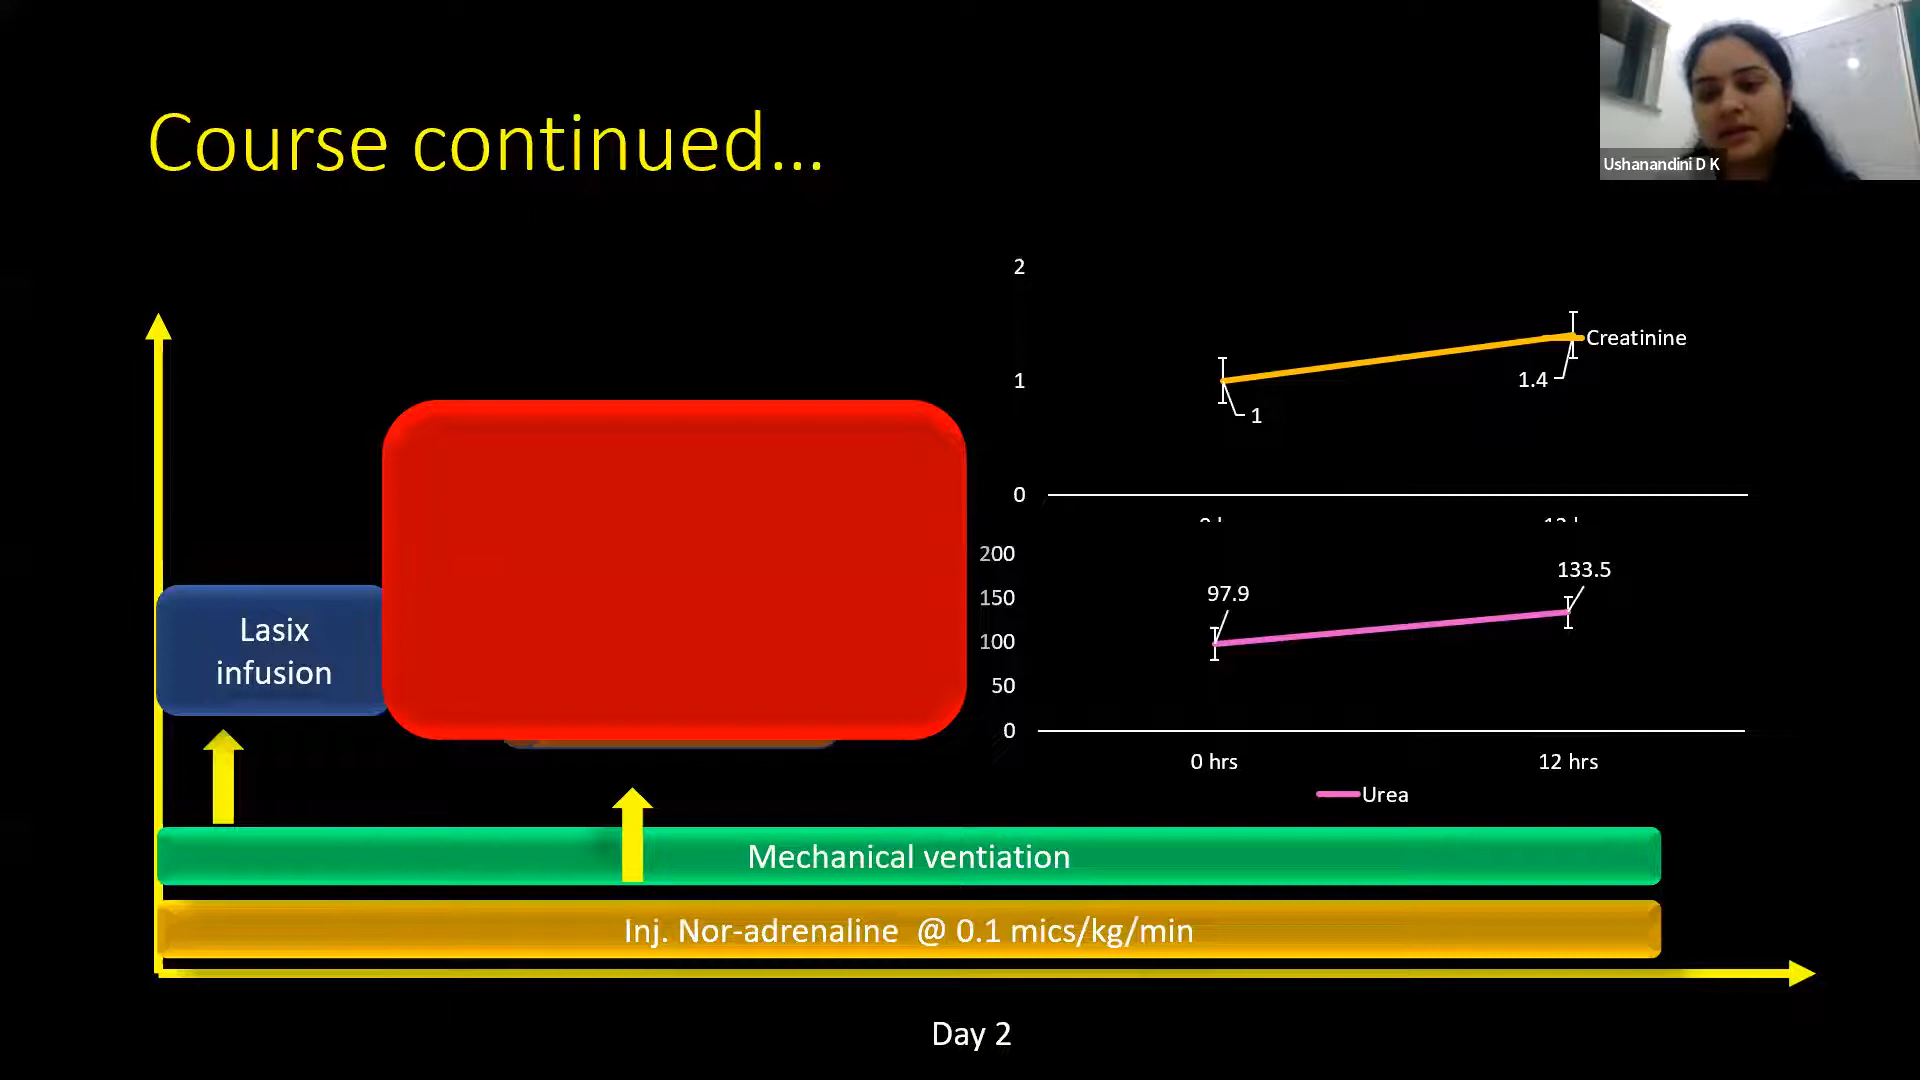 Course continued...
Ushanandini D K
2
Creatinine
1
1.4
1
0
200
133.5
97.9
150
Lasix
infusion
100
50
0
0 hrs
12 hrs
Urea
Mechanical ventiation
Inj. Nor-adrenaline @ 0.1 mics/kg/min
Day 2